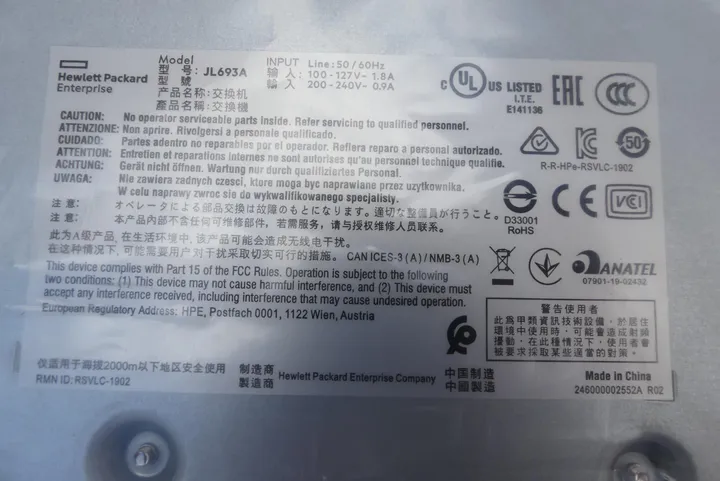 Hewlett Packard
Enterprise
Model
型 号: JL693A
型 號:
产品名称:交换机
產品名稱:交換機
INPUT Line: 50 / 60Hz
输 入: 100 - 127V~ 1.8A
輸 入 200 - 240V~ 0.9A
C UL US LISTED
I.T.E.
E141136
EAC
CCC
CAUTION: No operator serviceable parts inside. Refer servicing to qualified personnel.
ATTENZIONE: Non aprire. Rivolgersi a personale qualificato.
CUIDADO: Partes adentro no reparables por el operador. Refiera reparo a personal autorizado.
ATTENTION: Entretien et reparations internes ne sont autorises qu'au personnel technique qualifie.
ACHTUNG: Gerät nicht öffnen. Wartung nur durch qualifiziertes Personal.
UWAGA: Nie zawiera zadnych czesci, ktore moga byc naprawiane przez uzytkownika.
W celu naprawy zwroc sie do wykwalifikowanego specjalisty.
注 意: オペレータによる部品交換は故障のもとになります。適切な整備員が行うこと。
注 意: 本产品内部不含任何可维修部件, 若需服务, 请与授权维修人员联系。
此为A级产品, 在生活环境中, 该产品可能会造成无线电干扰。
在这种情况下, 可能需要用户对干扰采取切实可行的措施。 CAN ICES-3 (A) / NMB-3 (A)
This device complies with Part 15 of the FCC Rules. Operation is subject to the following
two conditions: (1) This device may not cause harmful interference, and (2) This device must
accept any interference received, including interference that may cause undesired operation.
European Regulatory Address: HPE, Postfach 0001, 1122 Wien, Austria
50
R-R-HPe-RSVLC-1902
D33001
RoHS
CE
VCI
ANATEL
07901-19-02432
警告使用者
此為甲類資訊技術設備, 於居住
環境中使用時, 可能會造成射頻
擾動, 在此種情況下, 使用者會
被要求採取某些適當的對策。
仅适用于海拔2000m以下地区安全使用
RMN ID: RSVLC-1902
制造商
製造商
Hewlett Packard Enterprise Company
中国制造
中國製造
Made in China
246000002552A R02